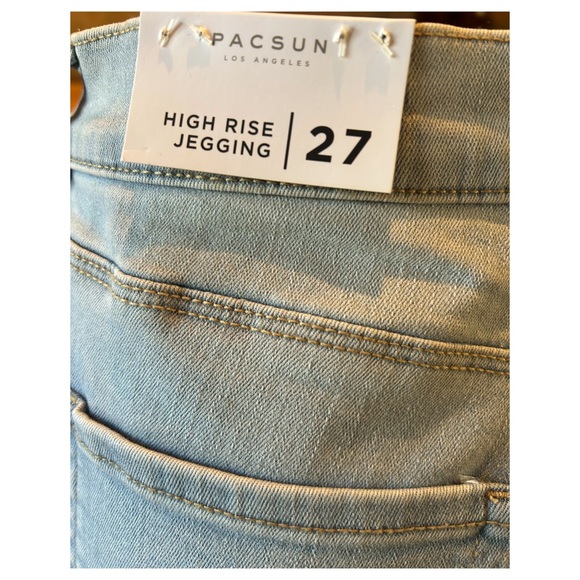 PACSUN
LOS ANGELES
HIGH RISE
JEGGING
27